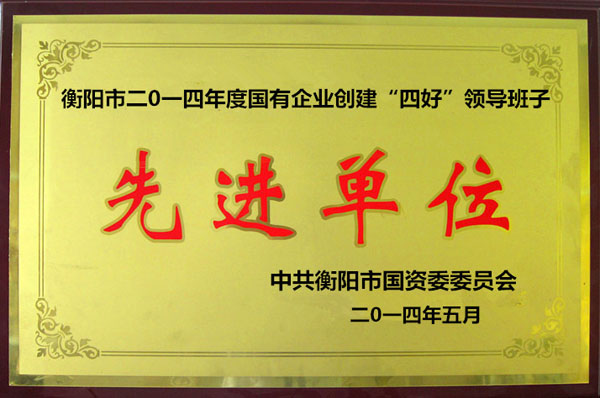 衡阳市二0一四年度国有企业创建“四好”领导班子
先进单位
中共衡阳市国资委委员会
二0一四年五月